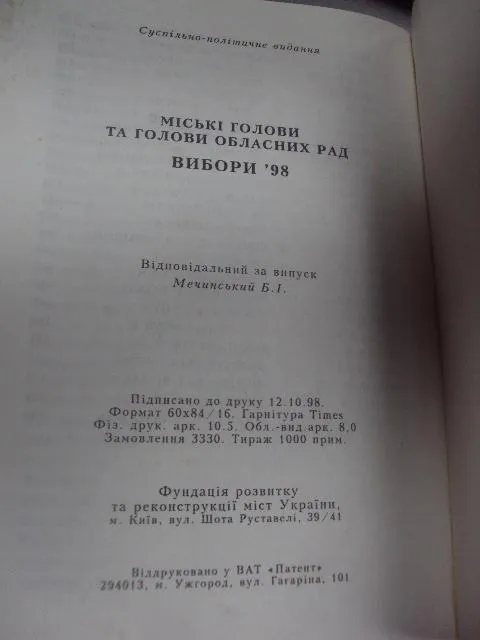 Суспільно-політичне видання
МІСЬКІ ГОЛОВИ
ТА ГОЛОВИ ОБЛАСНИХ РАД
ВИБОРИ '98
Відповідальний за випуск
Мечинський Б.І.
Підписано до друку 12.10.98.
Формат 60х84/16. Гарнітура Times
Фіз. друк. арк. 10.5. Обл.-вид.арк. 8,0
Замовлення 3330. Тираж 1000 прим.
Фундація розвитку
та реконструкції міст України,
м. Київ, вул. Шота Руставелі, 39/41
Віддруковано у ВАТ «Патент»
294013, м. Ужгород, вул. Гагаріна, 101